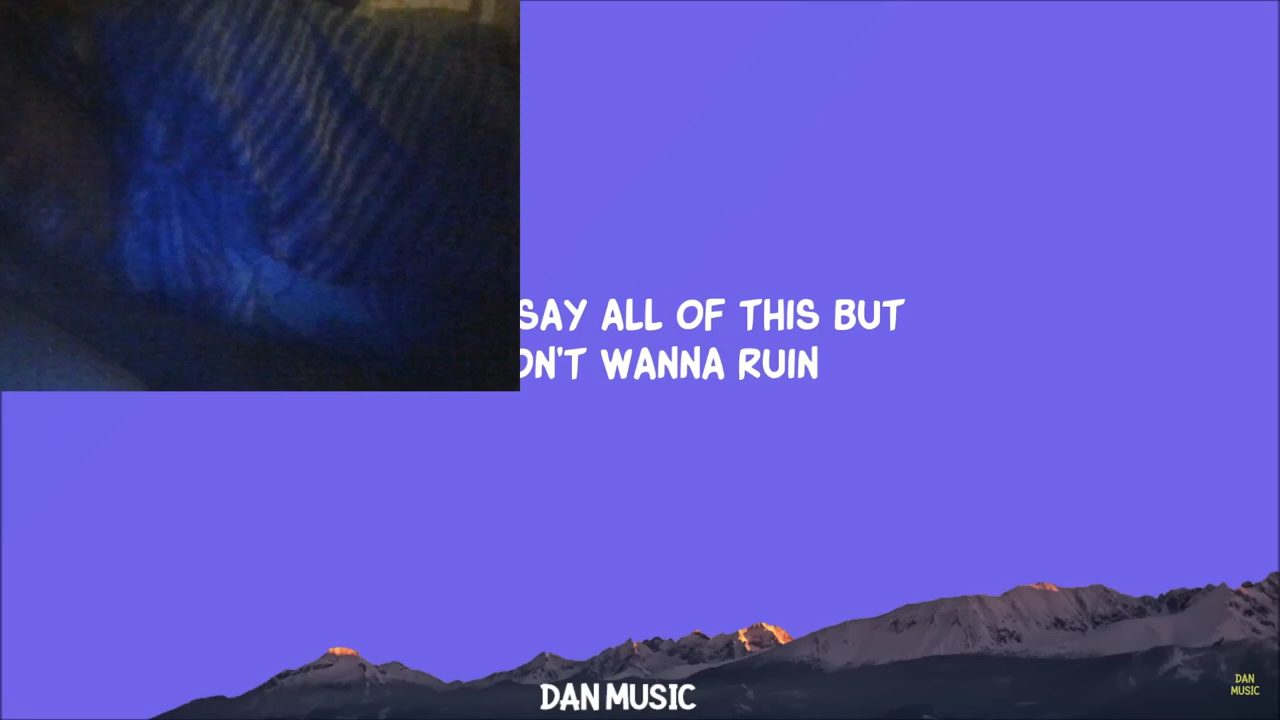 SAY ALL OF THIS BUT
ON'T WANNA RUIN
DAN MUSIC
DAN
MUSIC